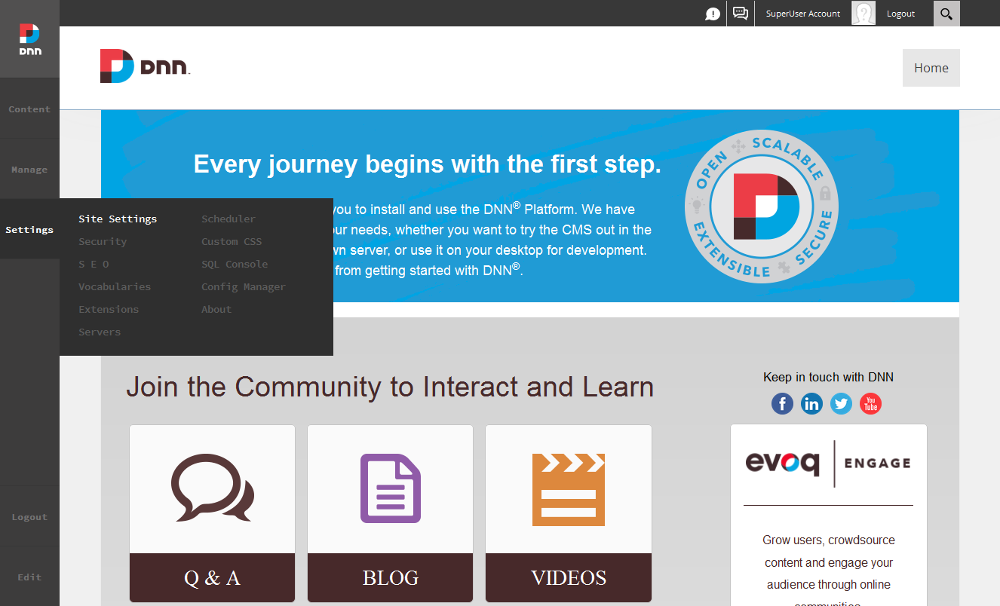 SuperUser Account
Logout
DNN
DNN
Home
Content
Manage
Settings
Site Settings
Security
S E O
Vocabularies
Extensions
Servers
Scheduler
Custom CSS
SQL Console
Config Manager
About
Logout
Edit
Every journey begins with the first step.
you to install and use the DNN® Platform. We have
our needs, whether you want to try the CMS out in the
wn server, or use it on your desktop for development.
from getting started with DNN®.
OPEN
SCALABLE
SECURE
EXTENSIBLE
Join the Community to Interact and Learn
Q & A
BLOG
VIDEOS
Keep in touch with DNN
f
in
You
Tube
evoq ENGAGE
Grow users, crowdsource
content and engage your
audience through online
communities